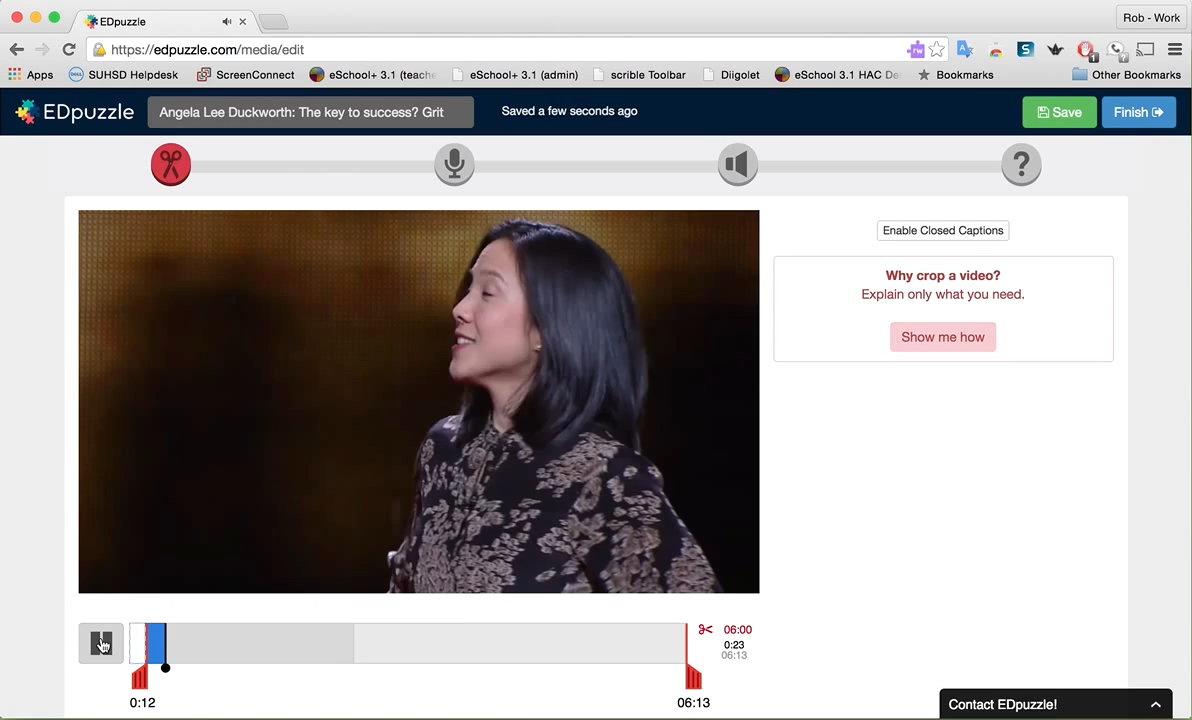 EDpuzzle
Rob - Work
https://edpuzzle.com/media/edit
Apps
SUHSD Helpdesk
ScreenConnect
eSchool+ 3.1 (teache
eSchool+ 3.1 (admin)
scrible Toolbar
Diigolet
eSchool 3.1 HAC De
Bookmarks
Other Bookmarks
EDpuzzle
Angela Lee Duckworth: The key to success? Grit
Saved a few seconds ago
Save
Finish
?
Enable Closed Captions
Why crop a video?
Explain only what you need.
Show me how
06:00
0:23
06:13
0:12
06:13
Contact EDpuzzle!